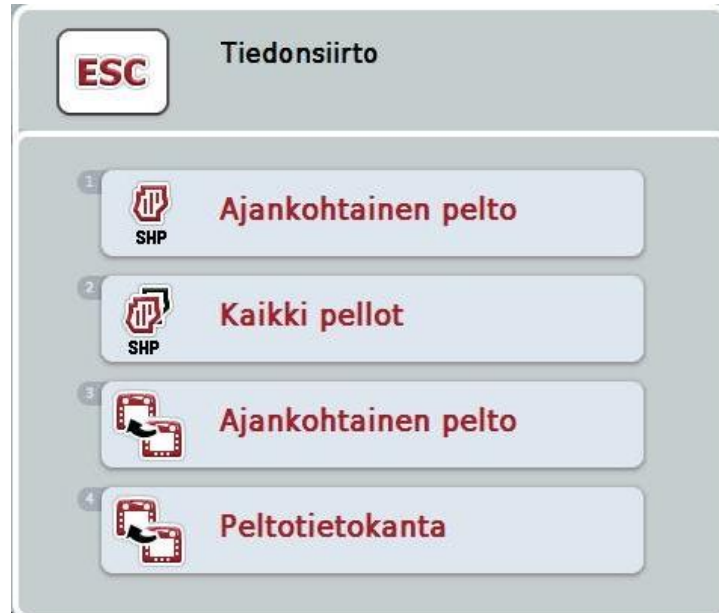 ESC
Tiedonsiirto
1
SHP
Ajankohtainen pelto
2
SHP
Kaikki pellot
3
Ajankohtainen pelto
4
Peltotietokanta